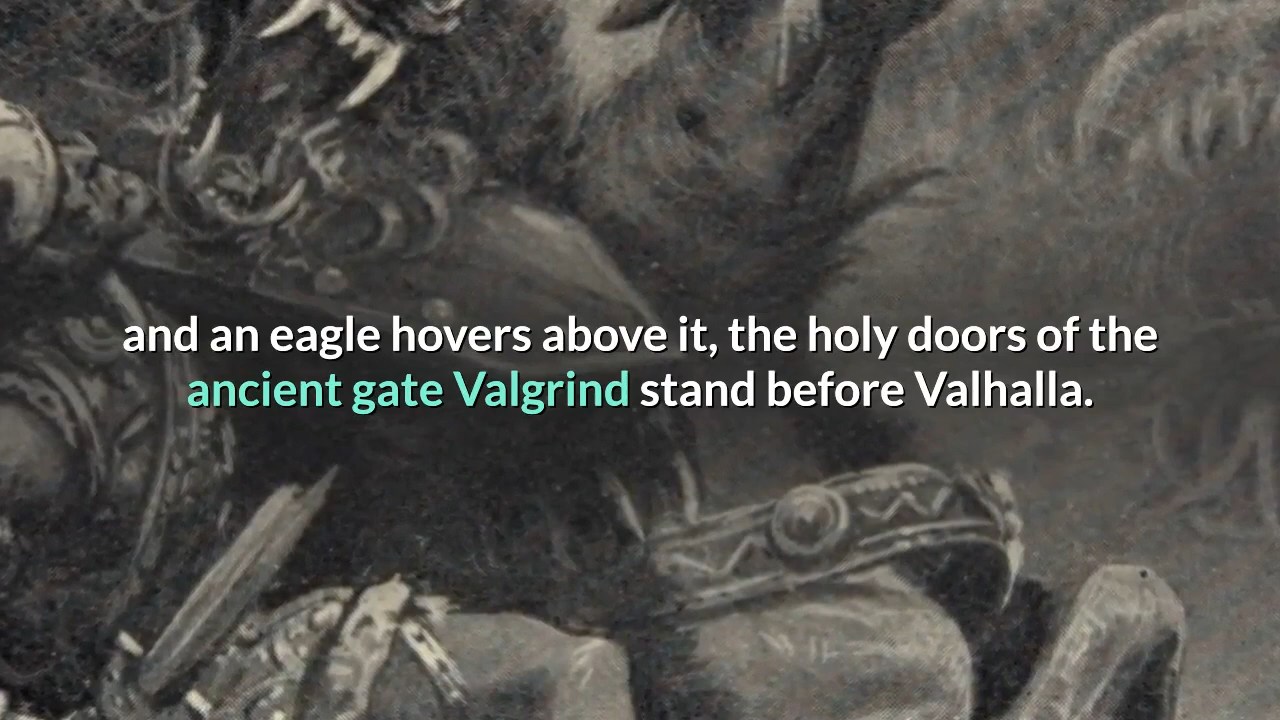 and an eagle hovers above it, the holy doors of the
ancient gate Valgrind stand before Valhalla.